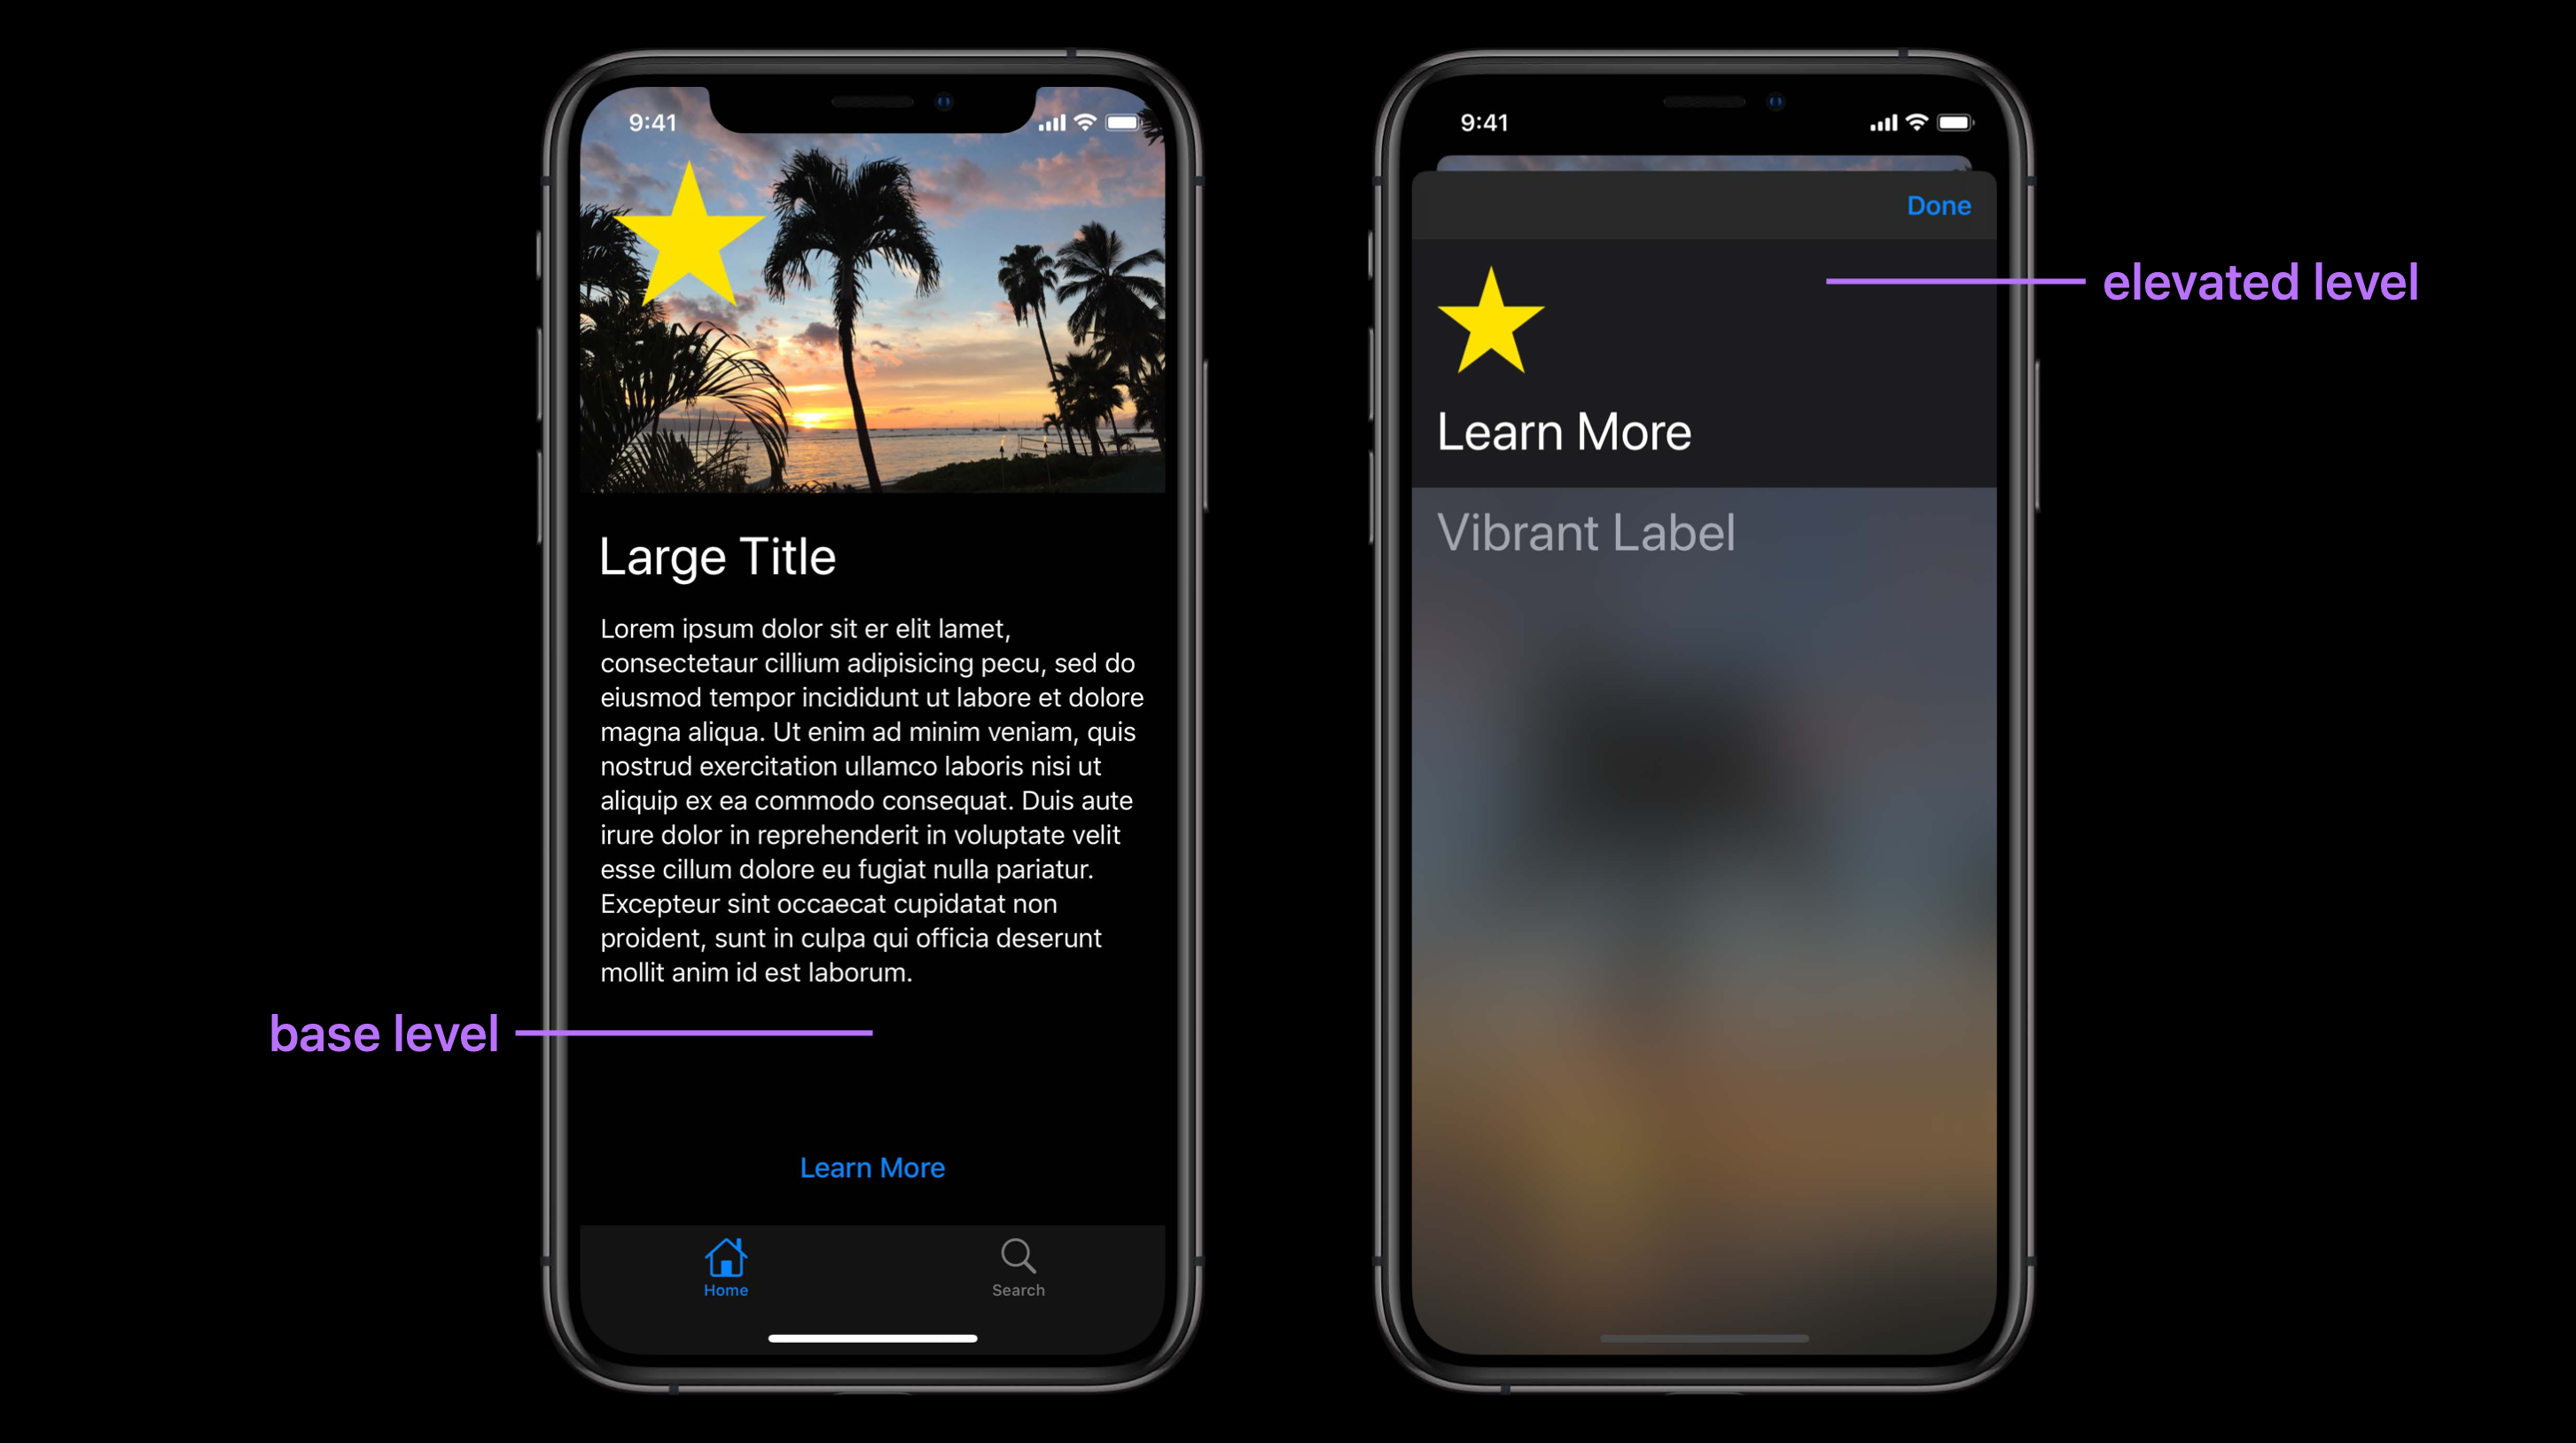 9:41
Large Title
Lorem ipsum dolor sit er elit lamet,
consectetaur cillium adipisicing pecu, sed do
eiusmod tempor incididunt ut labore et dolore
magna aliqua. Ut enim ad minim veniam, quis
nostrud exercitation ullamco laboris nisi ut
aliquip ex ea commodo consequat. Duis aute
irure dolor in reprehenderit in voluptate velit
esse cillum dolore eu fugiat nulla pariatur.
Excepteur sint occaecat cupidatat non
proident, sunt in culpa qui officia deserunt
mollit anim id est laborum.
base level
Learn More
Home
Search
9:41
Done
elevated level
Learn More
Vibrant Label